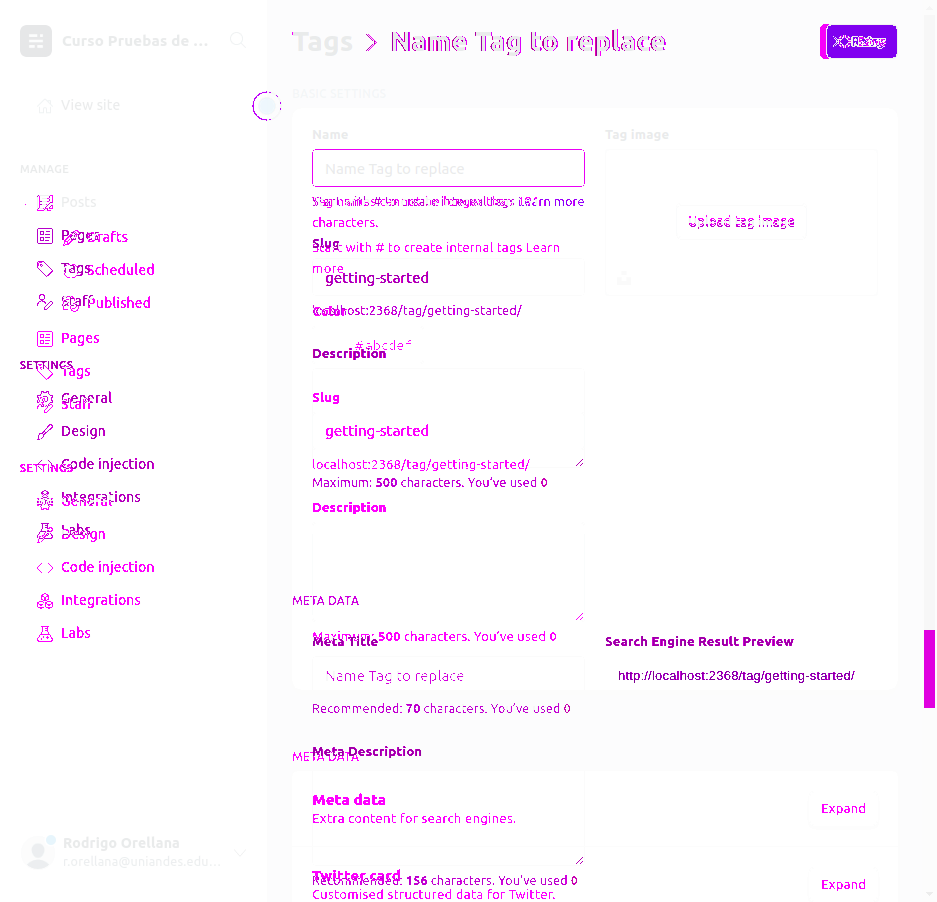 Curso Pruebas de ...
View site
MANAGE
Posts
Pages
Drafts
Tags
Scheduled
Staff
Published
Pages
SETTINGS
Tags
General
Staff
Design
Code injection
SETTINGS
Integrations
General
Labs
Design
Code injection
Integrations
Labs
Rodrigo Orellana
r.orellana@uniandes.edu...
Tags > Name Tag to replace
BASIC SETTINGS
Name
Name Tag to replace
Learn more
characters.
Start with # to create internal tags Learn
more
Slug
getting-started
localhost:2368/tag/getting-started/
Color
#abcdef
Description
Slug
getting-started
localhost:2368/tag/getting-started/
Maximum: 500 characters. You’ve used 0
Description
Maximum: 500 characters. You’ve used 0
Tag image
Upload tag image
META DATA
Meta Title
Name Tag to replace
Recommended: 70 characters. You’ve used 0
Search Engine Result Preview
http://localhost:2368/tag/getting-started/
Meta Description
META DATA
Meta data
Extra content for search engines.
Expand
Twitter card
Recommended: 156 characters. You’ve used 0
Customised structured data for Twitter.
Expand